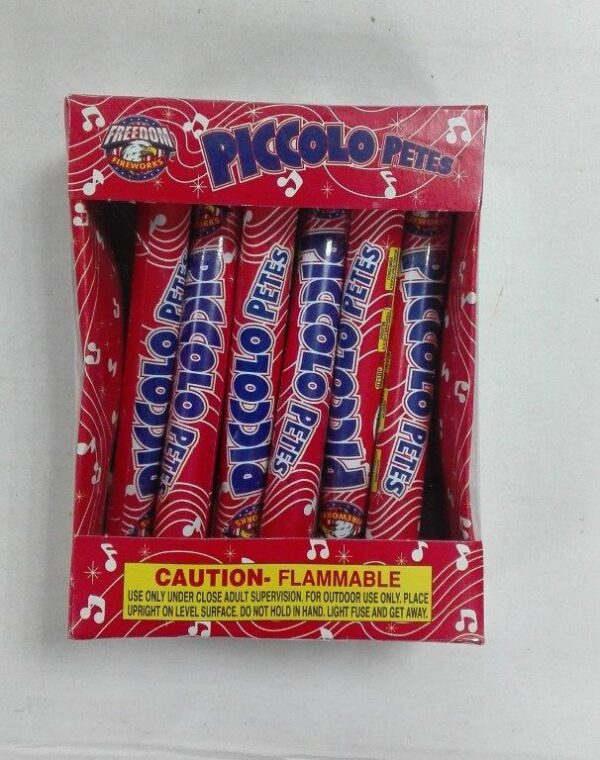 FREEDOM
FIREWORKS
PICCOLO PETES
PICCOLO PETES
PICCOLO PETES
PICCOLO PETES
PICCOLO PETES
PICCOLO PETES
PICCOLO PETES
CAUTION- FLAMMABLE
USE ONLY UNDER CLOSE ADULT SUPERVISION. FOR OUTDOOR USE ONLY. PLACE
UPRIGHT ON LEVEL SURFACE. DO NOT HOLD IN HAND. LIGHT FUSE AND GET AWAY.